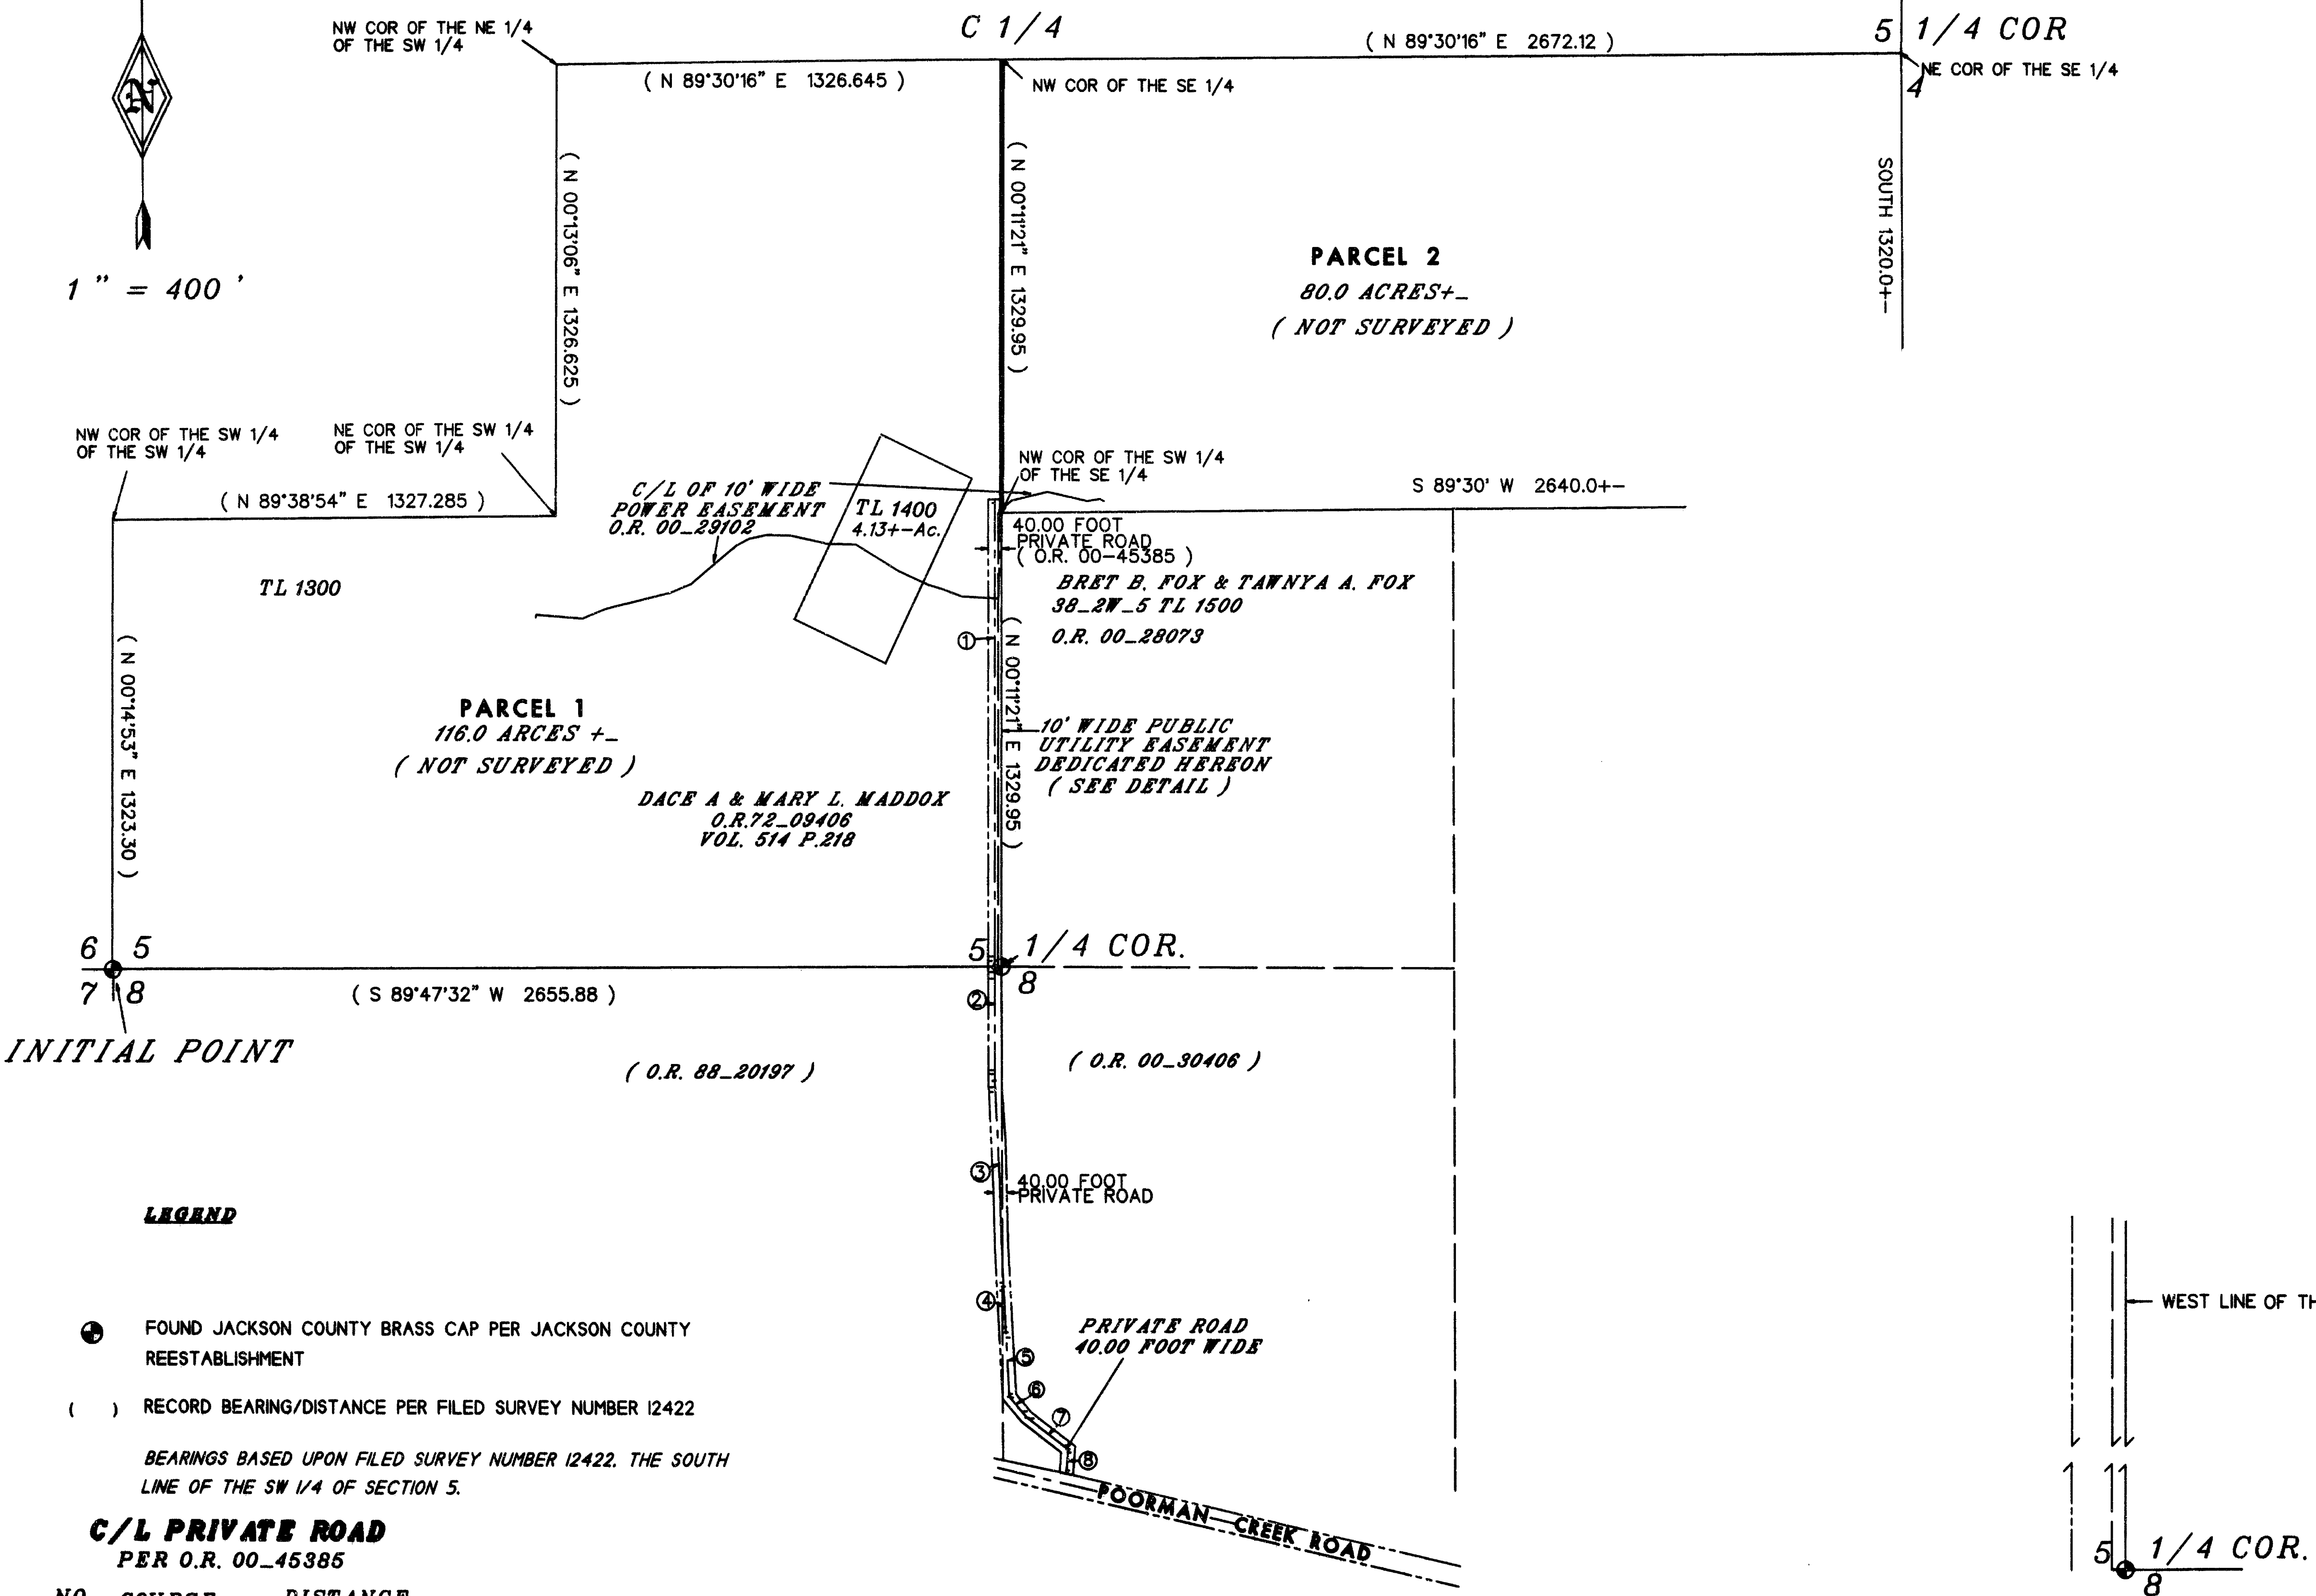 NW COR OF THE NE 1/4
OF THE SW 1/4
C 1/4
( N 89°30'16" E 2672.12 )
5 1/4 COR
4
NE COR OF THE SE 1/4
( N 89°30'16" E 1326.645 )
NW COR OF THE SE 1/4
N
1 " = 400 '
( N 00°13'06" E 1326.625 )
( N 00°11'21" E 1329.95 )
SOUTH 1320.0+-
PARCEL 2
80.0 ACRES+_
( NOT SURVEYED )
NW COR OF THE SW 1/4
OF THE SW 1/4
NE COR OF THE SW 1/4
OF THE SW 1/4
NW COR OF THE SW 1/4
OF THE SE 1/4
( N 89°38'54" E 1327.285 )
C/L OF 10' WIDE
POWER EASEMENT
O.R. 00_29102
TL 1400
4.13+-Ac.
S 89°30' W 2640.0+-
40.00 FOOT
PRIVATE ROAD
( O.R. 00-45385 )
BRET B. FOX & TAWNYA A. FOX
38_2W_5 TL 1500
O.R. 00_28073
TL 1300
1
( N 00°14'53" E 1323.30 )
( N 00°11'21" E 1329.95 )
PARCEL 1
116.0 ARCES +_
( NOT SURVEYED )
10' WIDE PUBLIC
UTILITY EASEMENT
DEDICATED HEREON
( SEE DETAIL )
DACE A & MARY L. MADDOX
O.R.72_09406
VOL. 514 P.218
6 5
7 8
5 1/4 COR.
8
( S 89°47'32" W 2655.88 )
2
INITIAL POINT
( O.R. 88_20197 )
( O.R. 00_30406 )
3
40.00 FOOT
PRIVATE ROAD
LEGEND
4
FOUND JACKSON COUNTY BRASS CAP PER JACKSON COUNTY
REESTABLISHMENT
PRIVATE ROAD
40.00 FOOT WIDE
WEST LINE OF
5
6
7
8
( ) RECORD BEARING/DISTANCE PER FILED SURVEY NUMBER 12422
BEARINGS BASED UPON FILED SURVEY NUMBER 12422. THE SOUTH
LINE OF THE SW 1/4 OF SECTION 5.
POORMAN CREEK ROAD
C/L PRIVATE ROAD
PER O.R. 00_45385
5 1/4 COR.
8
NO. COURSE DISTANCE